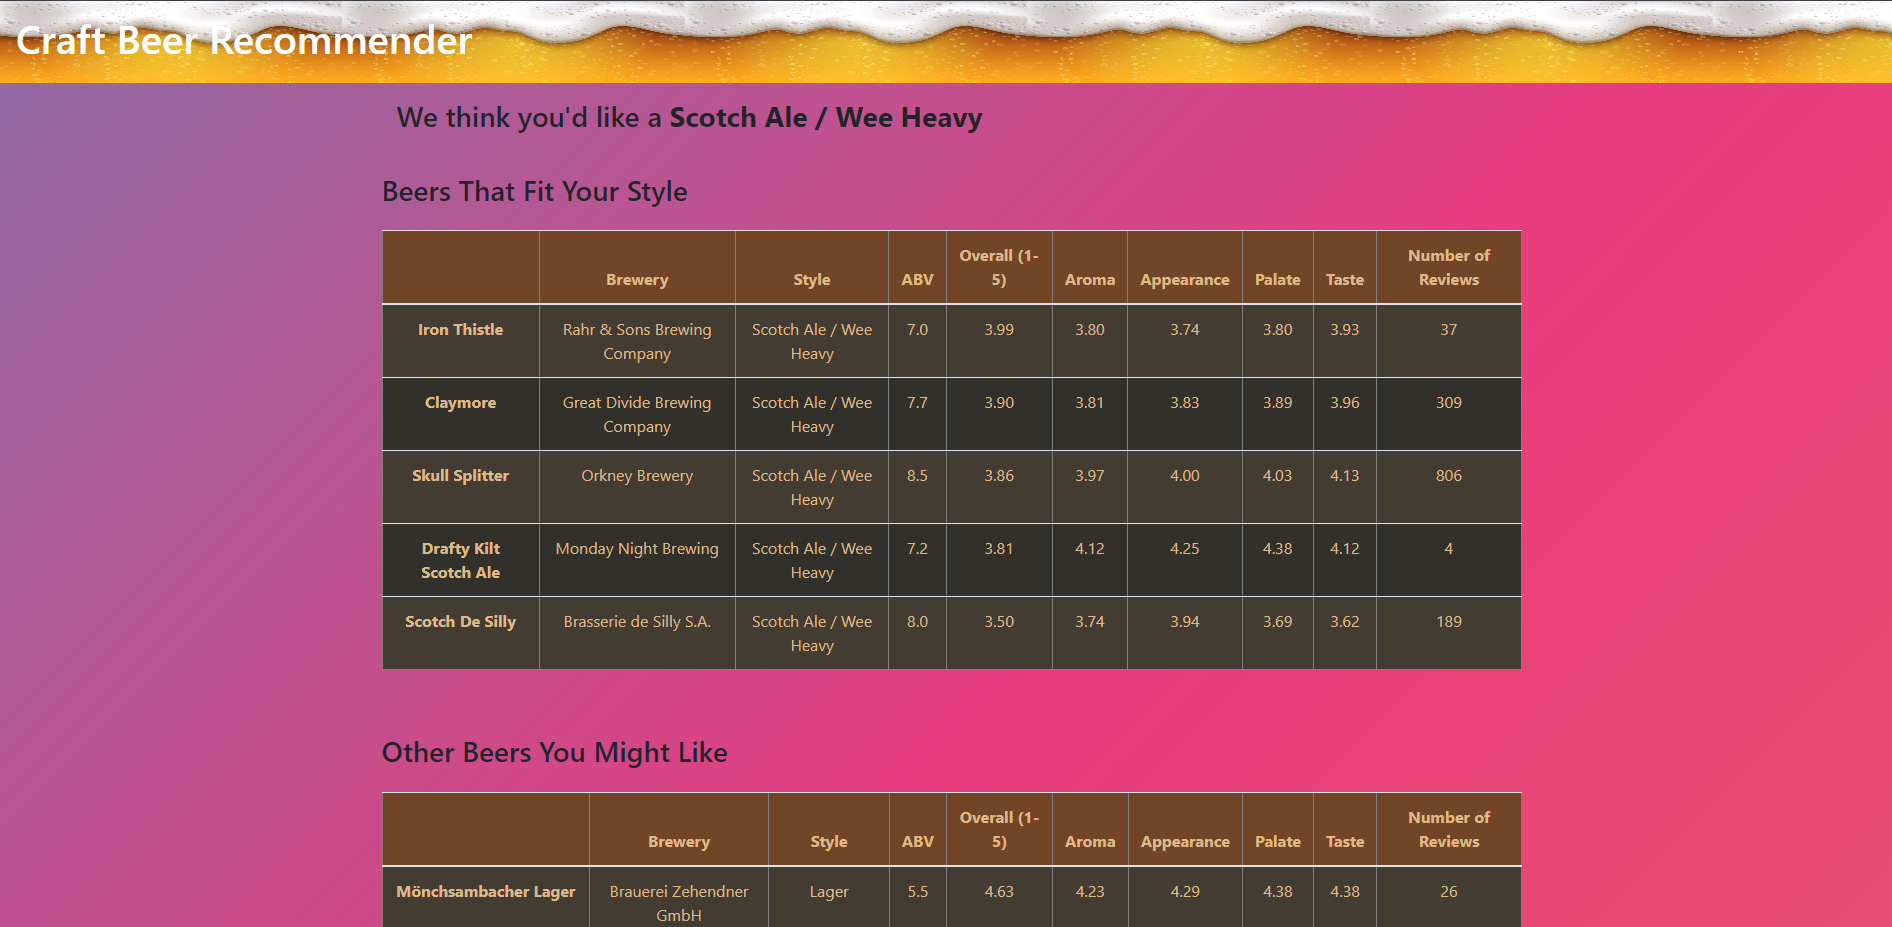 Craft Beer Recommender
We think you'd like a Scotch Ale / Wee Heavy
Beers That Fit Your Style
Brewery Style ABV Overall (1-5) Aroma Appearance Palate Taste Number of Reviews
Iron Thistle Rahr & Sons Brewing Company Scotch Ale / Wee Heavy 7.0 3.99 3.80 3.74 3.80 3.93 37
Claymore Great Divide Brewing Company Scotch Ale / Wee Heavy 7.7 3.90 3.81 3.83 3.89 3.96 309
Skull Splitter Orkney Brewery Scotch Ale / Wee Heavy 8.5 3.86 3.97 4.00 4.03 4.13 806
Drafty Kilt Scotch Ale Monday Night Brewing Scotch Ale / Wee Heavy 7.2 3.81 4.12 4.25 4.38 4.12 4
Scotch De Silly Brasserie de Silly S.A. Scotch Ale / Wee Heavy 8.0 3.50 3.74 3.94 3.69 3.62 189
Other Beers You Might Like
Brewery Style ABV Overall (1-5) Aroma Appearance Palate Taste Number of Reviews
Mönchsambacher Lager Brauerei Zehendner GmbH Lager 5.5 4.63 4.23 4.29 4.38 4.38 26